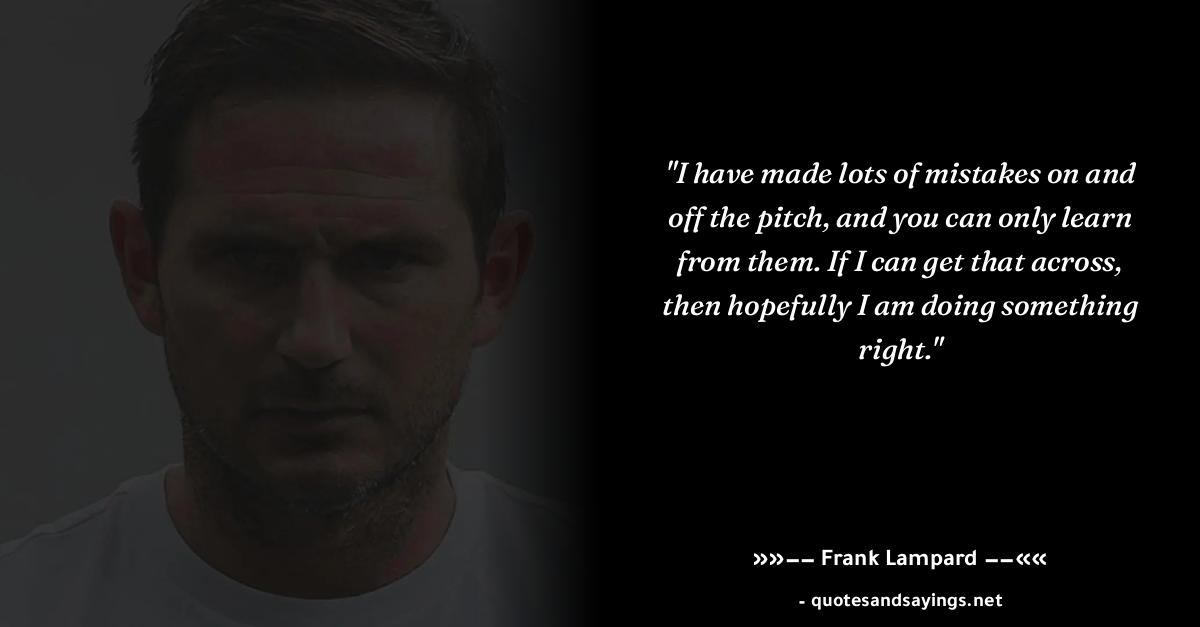 "I have made lots of mistakes on and
off the pitch, and you can only learn
from them. If I can get that across,
then hopefully I am doing something
right."
»»−− Frank Lampard −−««
- quotesandsayings.net